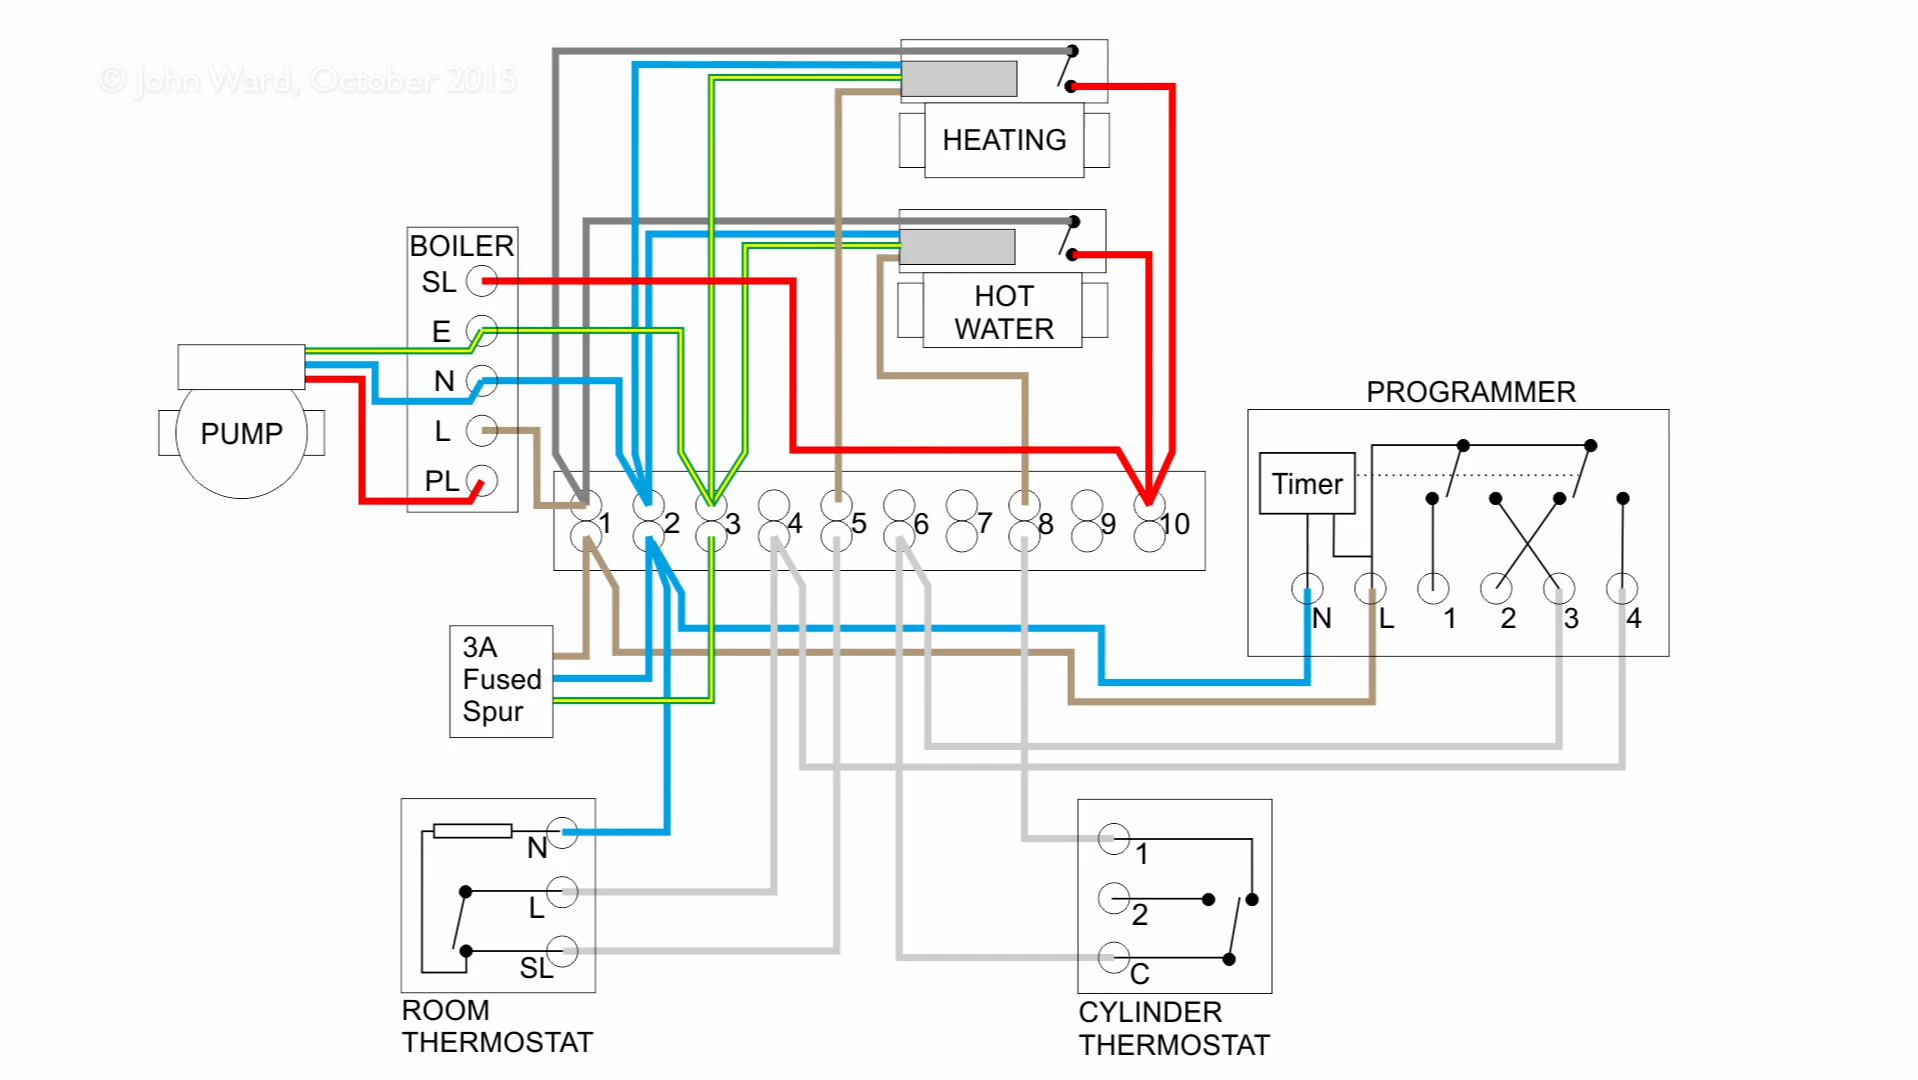 © John Ward, October 2015
HEATING
HOT
WATER
BOILER
SL
E
N
L
PL
PUMP
1 2 3 4 5 6 7 8 9 10
PROGRAMMER
Timer
N L 1 2 3 4
3A
Fused
Spur
N
L
SL
ROOM
THERMOSTAT
1
2
C
CYLINDER
THERMOSTAT